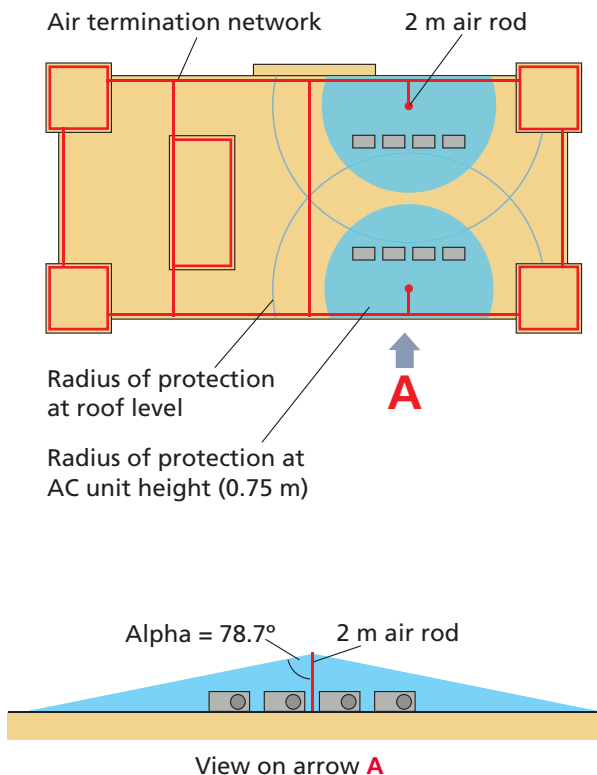 Air termination network
2 m air rod
A
Radius of protection
at roof level
Radius of protection at
AC unit height (0.75 m)
Alpha = 78.7º
2 m air rod
View on arrow A